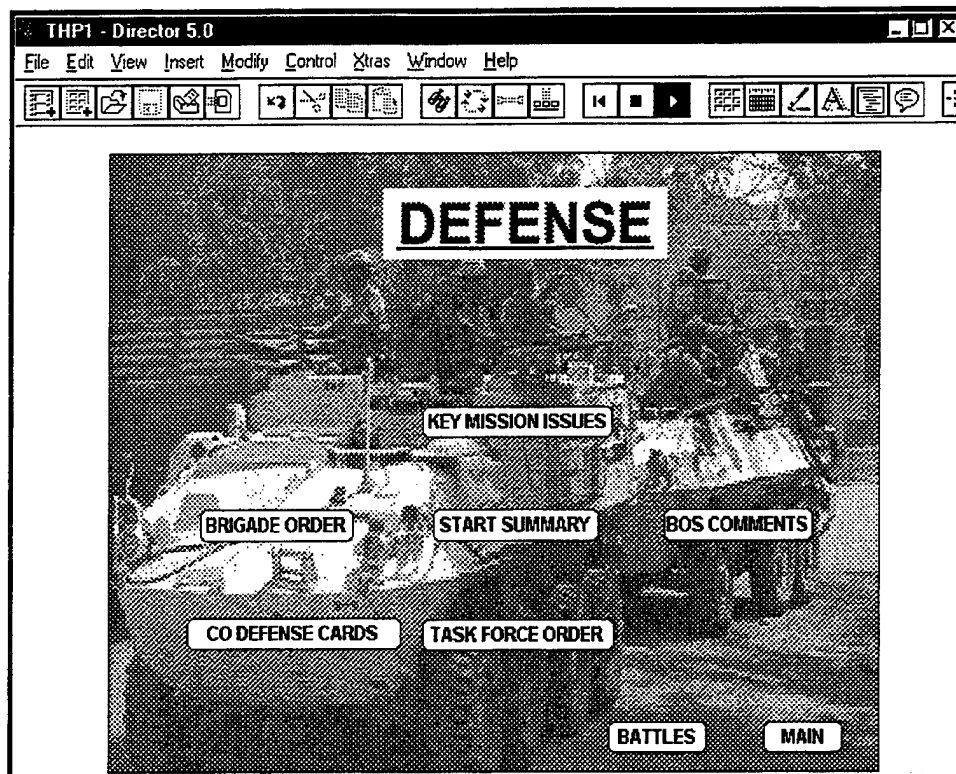 THP1 - Director 5.0
File Edit View Insert Modify Control Xtras Window Help
DEFENSE
KEY MISSION ISSUES
BRIGADE ORDER START SUMMARY BOS COMMENTS
CO DEFENSE CARDS TASK FORCE ORDER
BATTLES MAIN